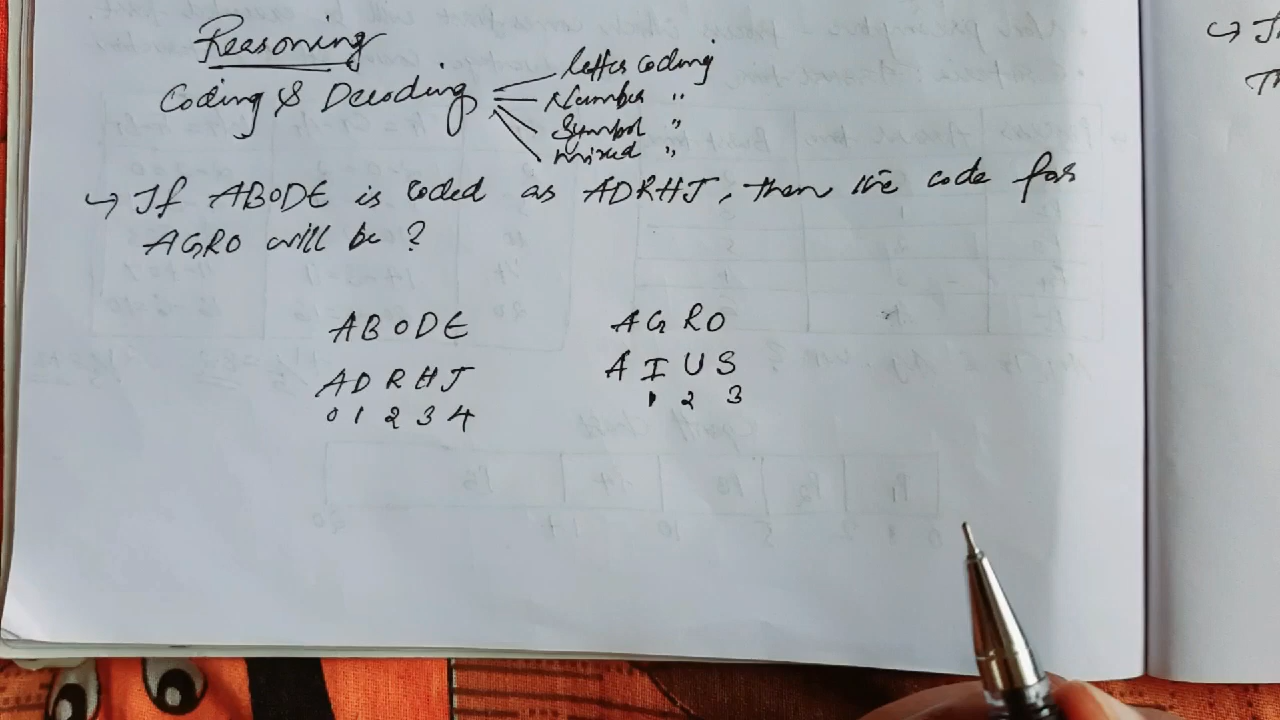 Reasoning
Coding & Decoding
letter coding
Number "
Symbol "
mixed "
↪ If ABODE is coded as ADRHJ, then the code for
AGRO will be ?
ABODE
ADRHJ
0 1 2 3 4
AGRO
AIUS
1 2 3